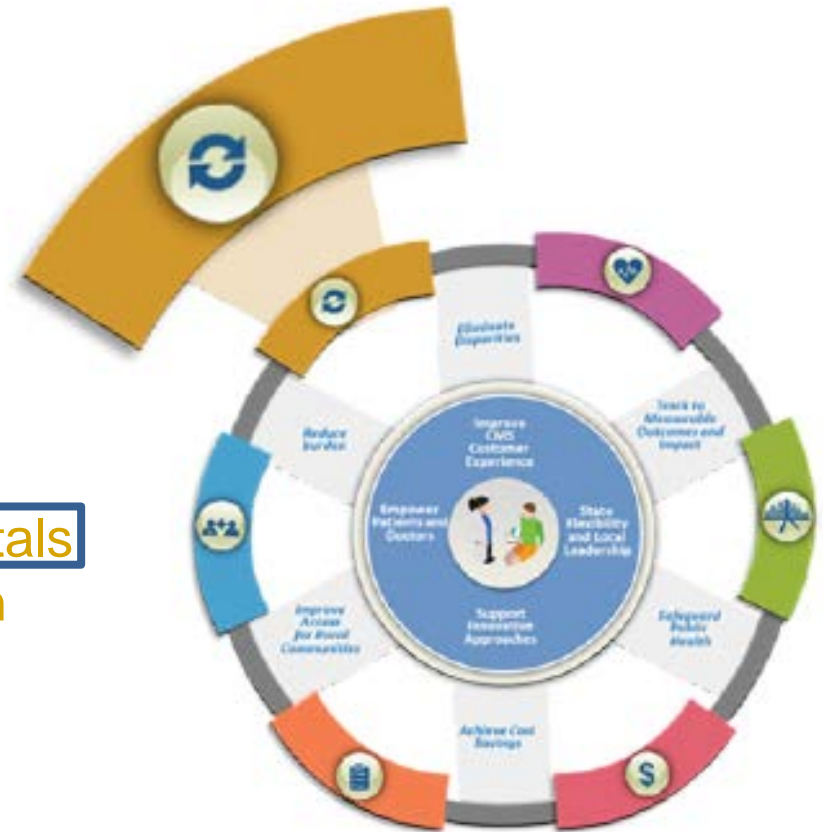 Eliminate
Disparities
Track to
Measurable
Outcomes and
Impact
Reduce
Burden
Improve
CMS
Customer
Experience
Empower
Patients and
Doctors
State
Flexibility
and Local
Leadership
tals
n
Improve
Access
for Rural
Communities
Support
Innovative
Approaches
Safeguard
Public
Health
Achieve Cost
Savings
$